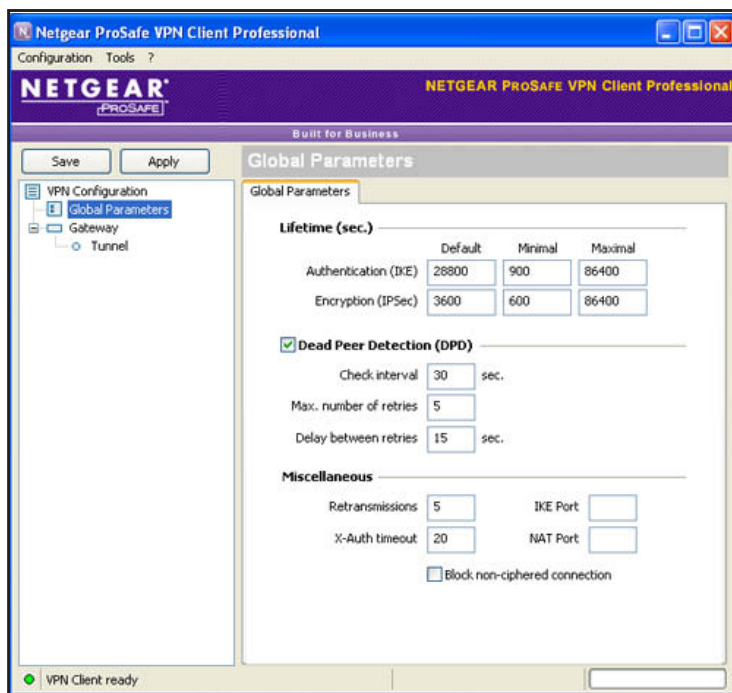 Netgear ProSafe VPN Client Professional
Configuration Tools ?
NETGEAR
PROSAFE
NETGEAR PROSAFE VPN Client Professional
Built for Business
Save Apply
Global Parameters
VPN Configuration
Global Parameters
Gateway
Tunnel
Global Parameters
Lifetime (sec.)
Default Minimal Maximal
Authentication (IKE) 28800 900 86400
Encryption (IPSec) 3600 600 86400
Dead Peer Detection (DPD)
Check interval 30 sec.
Max. number of retries 5
Delay between retries 15 sec.
Miscellaneous
Retransmissions 5 IKE Port
X-Auth timeout 20 NAT Port
Block non-ciphered connection
VPN Client ready